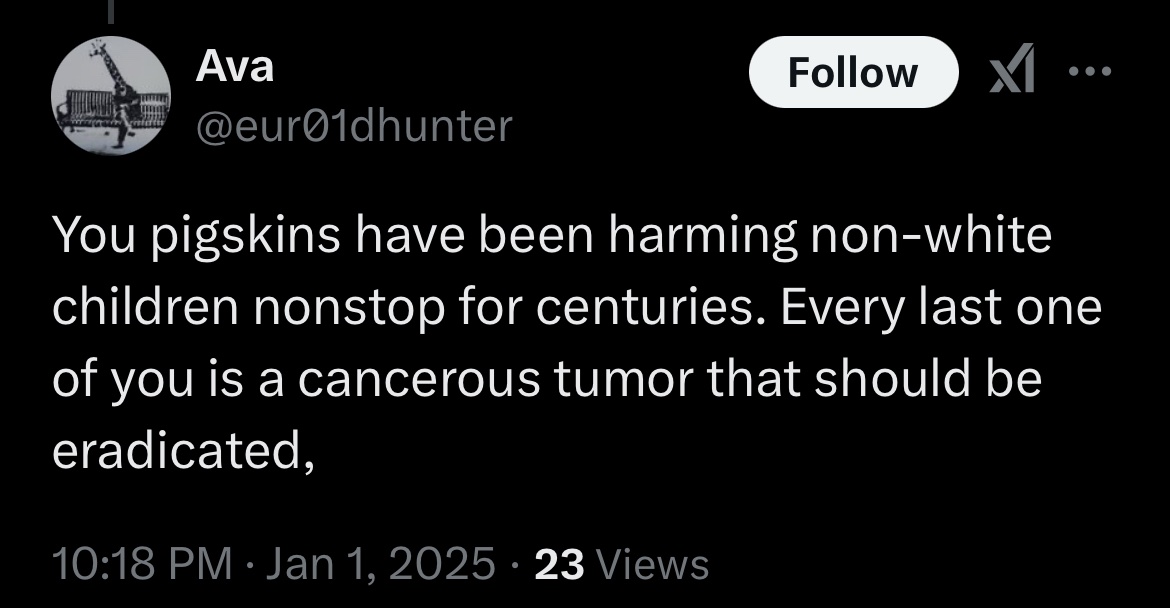 Ava
@eur01dhunter
Follow
You pigskins have been harming non-white
children nonstop for centuries. Every last one
of you is a cancerous tumor that should be
eradicated,
10:18 PM · Jan 1, 2025 · 23 Views